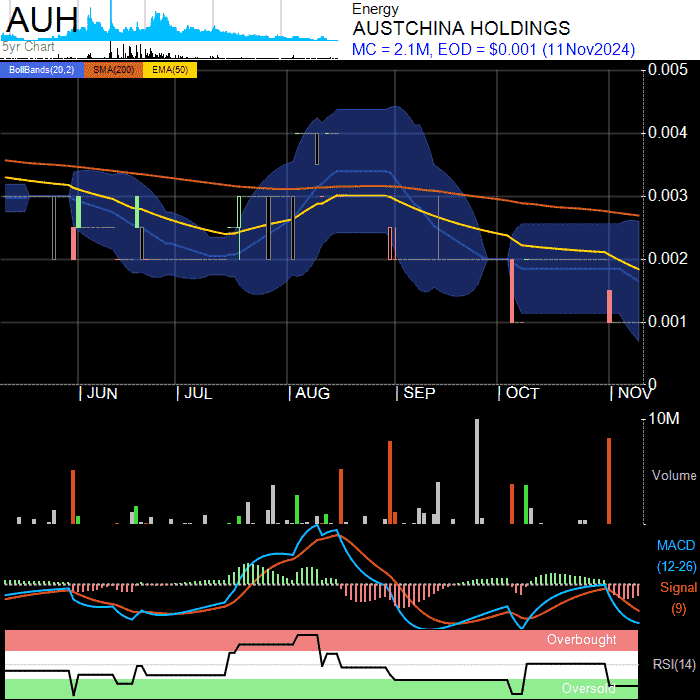 AUH
5yr Chart
Energy
AUSTCHINA HOLDINGS
MC = 2.1M, EOD = $0.001 (11Nov2024)
BollBands(20,2) SMA(200) EMA(50)
0.005
0.004
0.003
0.002
0.001
0
| JUN | JUL | AUG | SEP | OCT | NOV
10M
Volume
MACD
(12-26)
Signal
(9)
Overbought
RSI(14)
Oversold